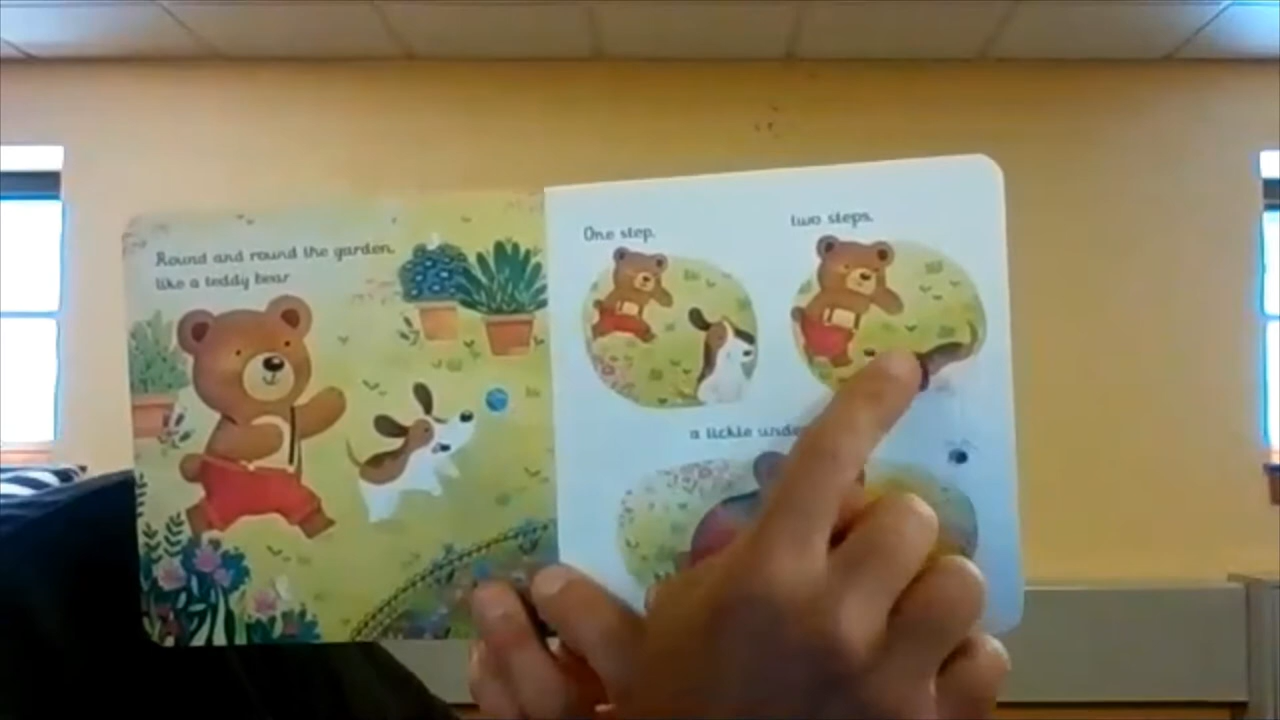 Round and round the garden,
like a teddy bear
One step,
two steps,
a tickle under